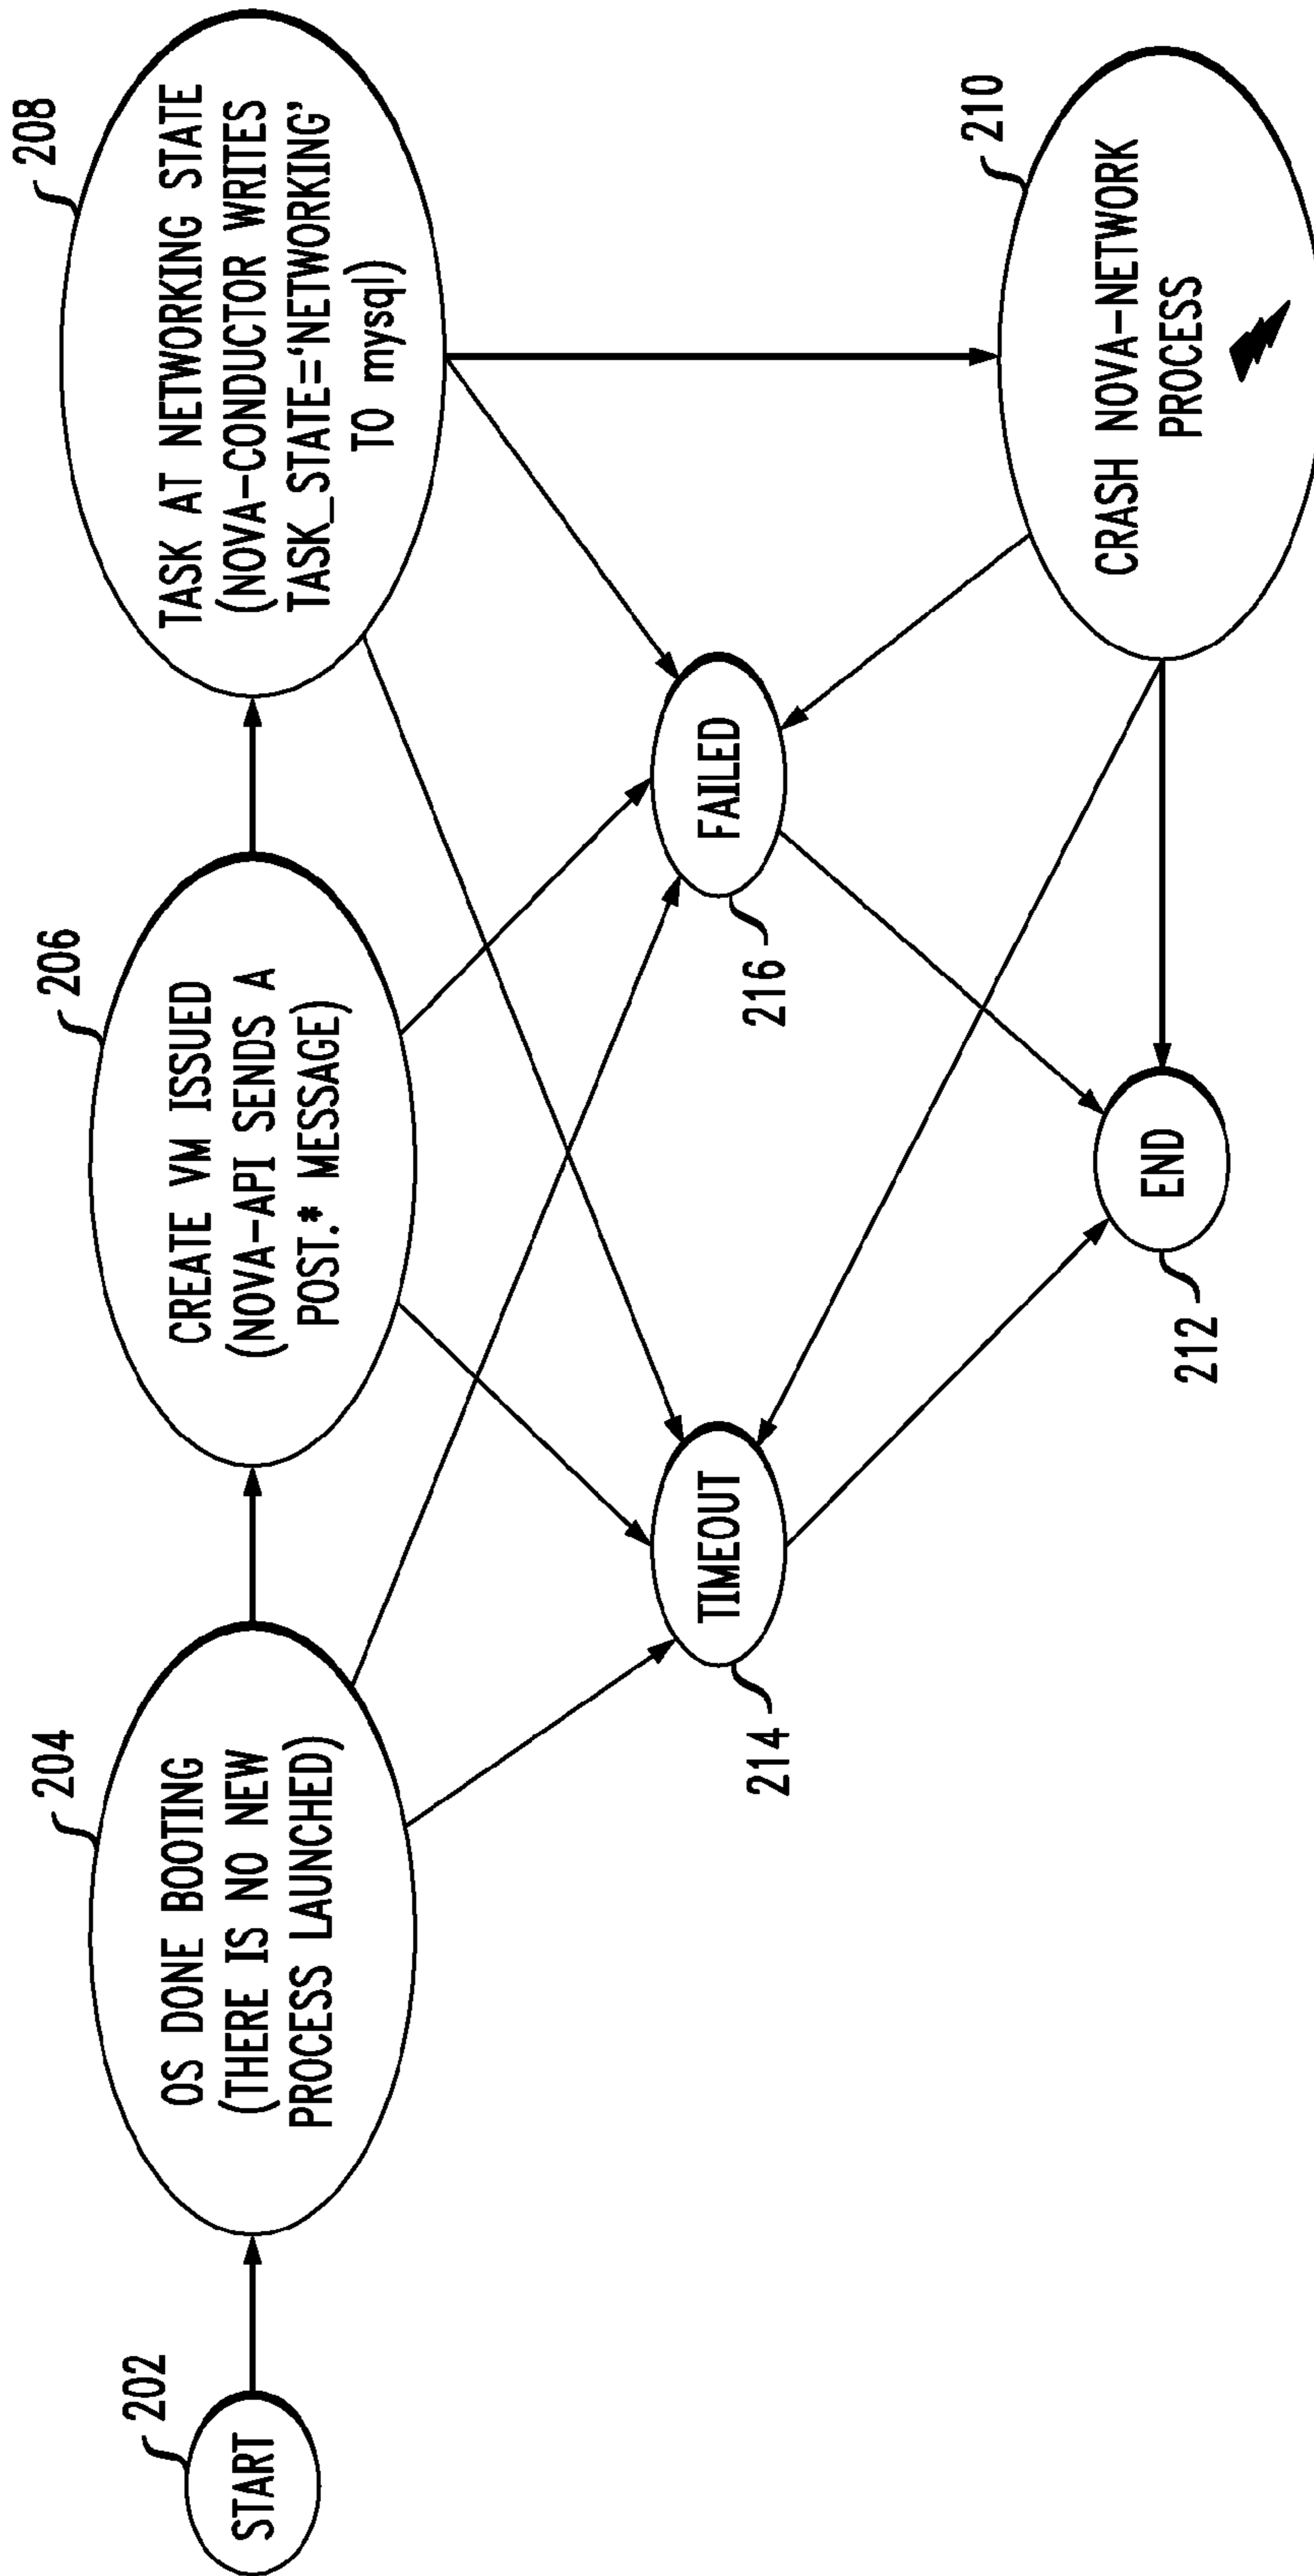 202
START
204
OS DONE BOOTING
(THERE IS NO NEW
PROCESS LAUNCHED)
206
CREATE VM ISSUED
(NOVA-API SENDS A
POST.* MESSAGE)
208
TASK AT NETWORKING STATE
(NOVA-CONDUCTOR WRITES
TASK_STATE='NETWORKING'
TO mysql)
TIMEOUT
214
FAILED
216
210
CRASH NOVA-NETWORK
PROCESS
END
212